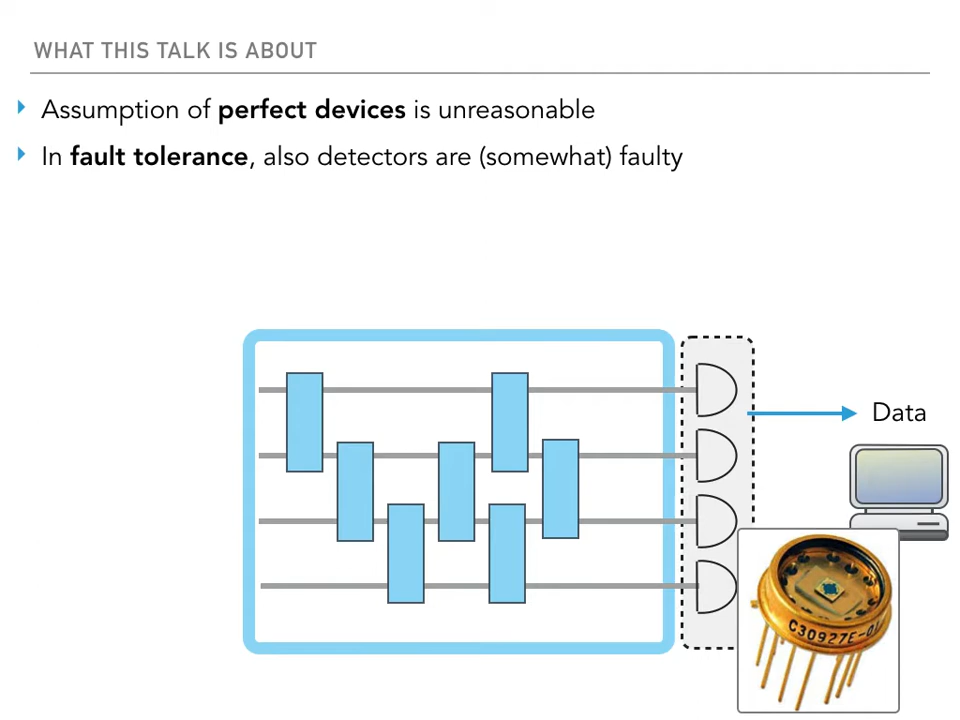 WHAT THIS TALK IS ABOUT
Assumption of perfect devices is unreasonable
In fault tolerance, also detectors are (somewhat) faulty
Data